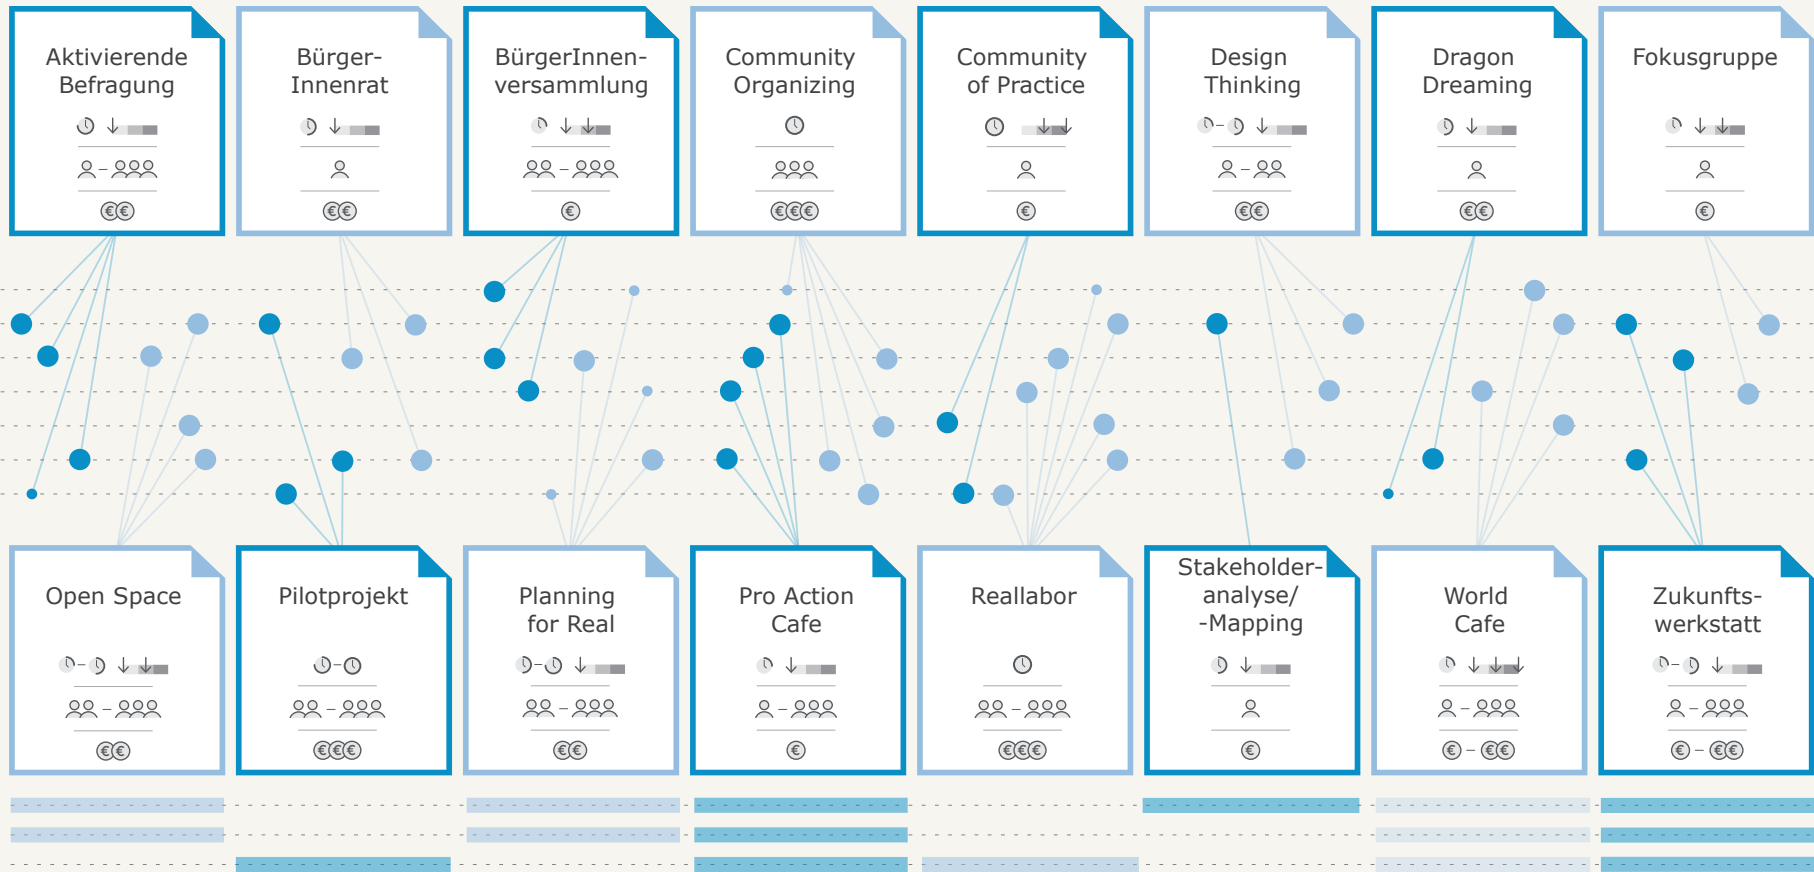 Aktivierende
Befragung
Bürger-
Innenrat
BürgerInnen-
versammlung
Community
Organizing
Community
of Practice
Design
Thinking
Dragon
Dreaming
Fokusgruppe
€€
€€
€
€€€
€
€€
€€
€
Open Space
Pilotprojekt
Planning
for Real
Pro Action
Cafe
Reallabor
Stakeholder-
analyse/
-Mapping
World
Cafe
Zukunfts-
werkstatt
€€
€€€
€€
€
€€€
€
€ – €€
€ – €€